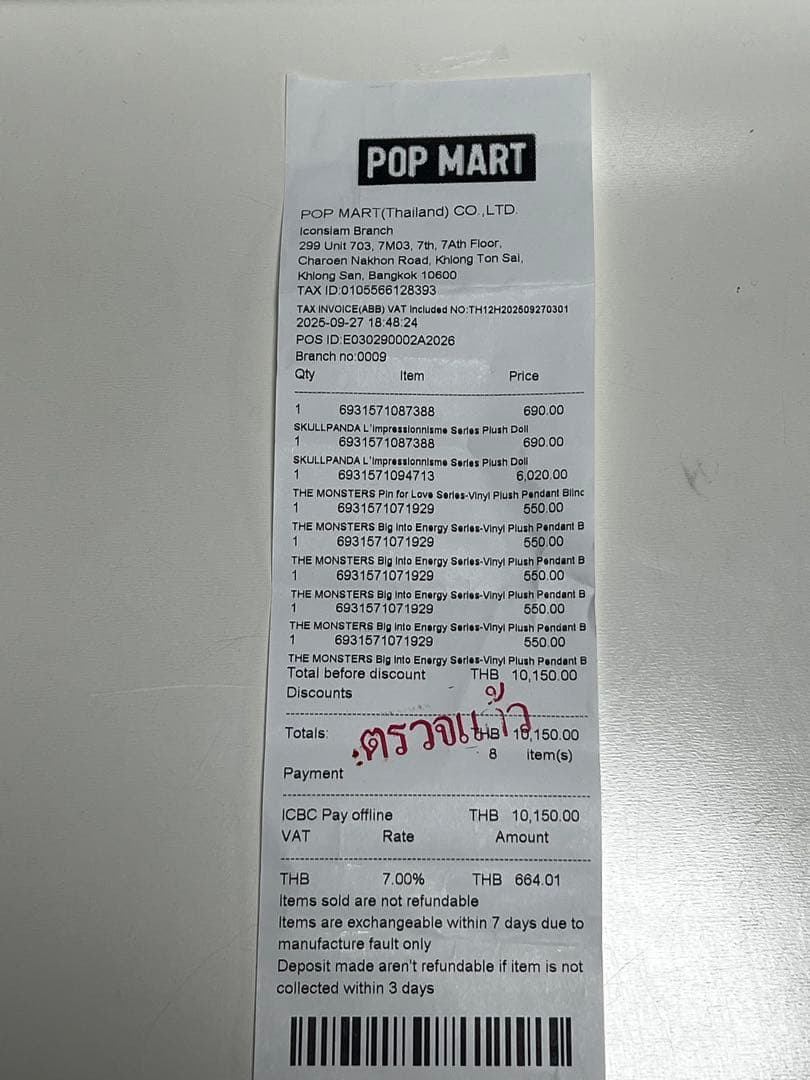 POP MART
POP MART(Thailand) CO.,LTD.
Iconsiam Branch
299 Unit 703, 7M03, 7th, 7Ath Floor,
Charoen Nakhon Road, Khlong Ton Sai,
Khlong San, Bangkok 10600
TAX ID:0105566128393
TAX INVOICE(ABB) VAT Included NO:TH12H202509270301
2025-09-27 18:48:24
POS ID:E030290002A2026
Branch no:0009
Qty Item Price
1 6931571087388 690.00
SKULLPANDA L'impressionnisme Series Plush Doll
1 6931571087388 690.00
SKULLPANDA L'impressionnisme Series Plush Doll
1 6931571094713 6,020.00
THE MONSTERS Pin for Love Series-Vinyl Plush Pendant Blinc
1 6931571071929 550.00
THE MONSTERS Big into Energy Series-Vinyl Plush Pendant B
1 6931571071929 550.00
THE MONSTERS Big into Energy Series-Vinyl Plush Pendant B
1 6931571071929 550.00
THE MONSTERS Big into Energy Series-Vinyl Plush Pendant B
1 6931571071929 550.00
THE MONSTERS Big into Energy Series-Vinyl Plush Pendant B
1 6931571071929 550.00
THE MONSTERS Big into Energy Series-Vinyl Plush Pendant B
Total before discount THB 10,150.00
Discounts -
Totals: THB 10,150.00
ตรวจแล้ว
8 item(s)
Payment
ICBC Pay offline THB 10,150.00
VAT Rate Amount
THB 7.00% THB 664.01
Items sold are not refundable
Items are exchangeable within 7 days due to
manufacture fault only
Deposit made aren't refundable if item is not
collected within 3 days